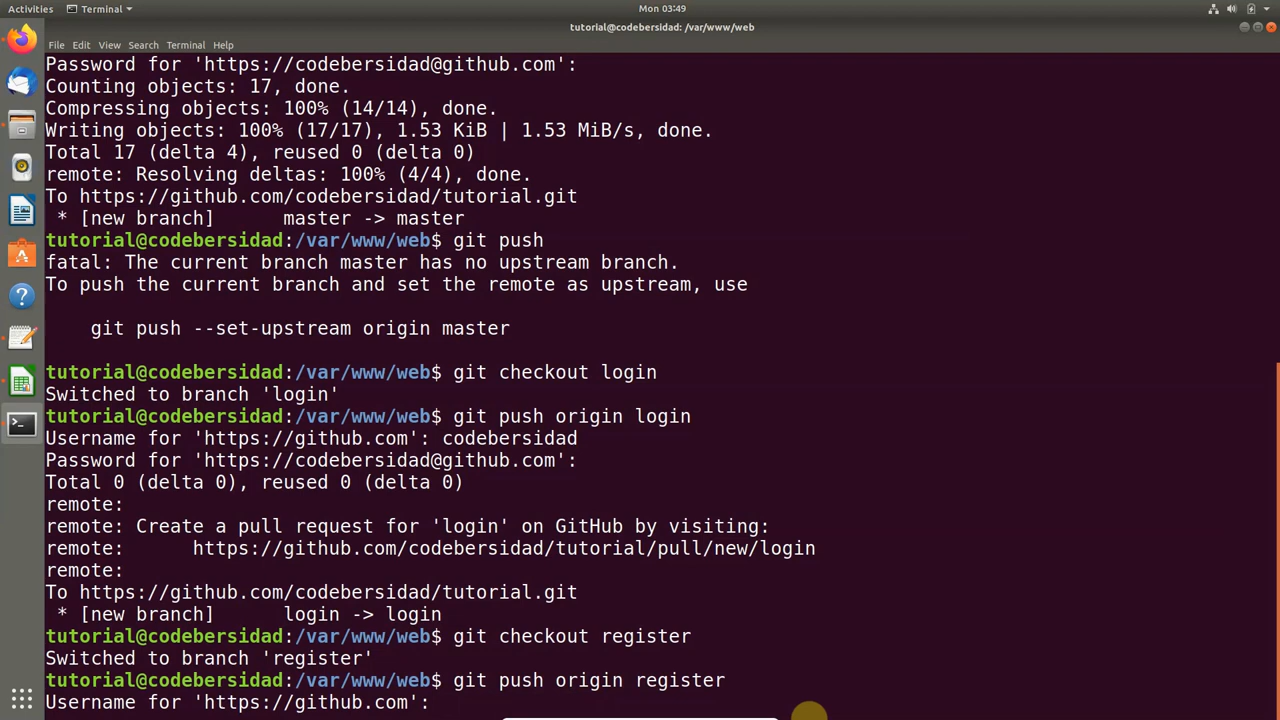 Activities
Terminal
Mon 03:49
tutorial@codebersidad: /var/www/web
File Edit View Search Terminal Help
Password for 'https://codebersidad@github.com':
Counting objects: 17, done.
Compressing objects: 100% (14/14), done.
Writing objects: 100% (17/17), 1.53 KiB | 1.53 MiB/s, done.
Total 17 (delta 4), reused 0 (delta 0)
remote: Resolving deltas: 100% (4/4), done.
To https://github.com/codebersidad/tutorial.git
 * [new branch]      master -> master
tutorial@codebersidad:/var/www/web$ git push
fatal: The current branch master has no upstream branch.
To push the current branch and set the remote as upstream, use
    git push --set-upstream origin master
tutorial@codebersidad:/var/www/web$ git checkout login
Switched to branch 'login'
tutorial@codebersidad:/var/www/web$ git push origin login
Username for 'https://github.com': codebersidad
Password for 'https://codebersidad@github.com':
Total 0 (delta 0), reused 0 (delta 0)
remote:
remote: Create a pull request for 'login' on GitHub by visiting:
remote:      https://github.com/codebersidad/tutorial/pull/new/login
remote:
To https://github.com/codebersidad/tutorial.git
 * [new branch]      login -> login
tutorial@codebersidad:/var/www/web$ git checkout register
Switched to branch 'register'
tutorial@codebersidad:/var/www/web$ git push origin register
Username for 'https://github.com':